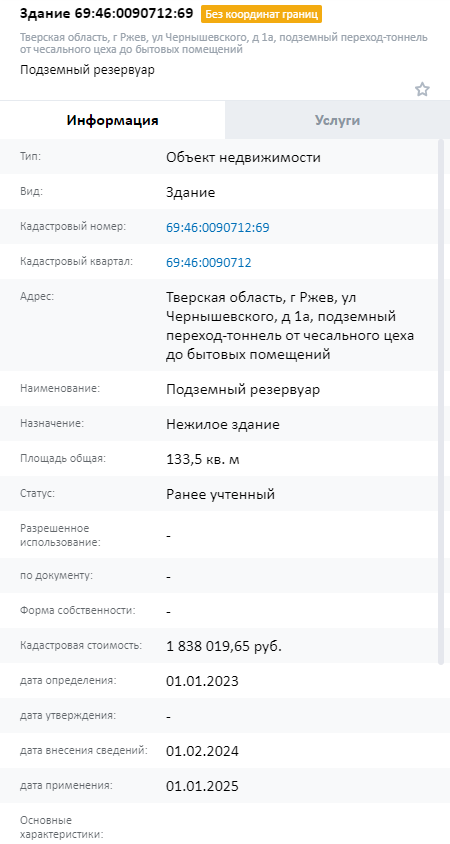 Здание 69:46:0090712:69 Без координат границ
Тверская область, г Ржев, ул Чернышевского, д 1а, подземный переход-тоннель
от чесального цеха до бытовых помещений
Подземный резервуар
Информация Услуги
Тип: Объект недвижимости
Вид: Здание
Кадастровый номер: 69:46:0090712:69
Кадастровый квартал: 69:46:0090712
Адрес: Тверская область, г Ржев, ул
Чернышевского, д 1а, подземный
переход-тоннель от чесального цеха
до бытовых помещений
Наименование: Подземный резервуар
Назначение: Нежилое здание
Площадь общая: 133,5 кв. м
Статус: Ранее учтенный
Разрешенное
использование: -
по документу: -
Форма собственности: -
Кадастровая стоимость: 1 838 019,65 руб.
дата определения: 01.01.2023
дата утверждения: -
дата внесения сведений: 01.02.2024
дата применения: 01.01.2025
Основные
характеристики: